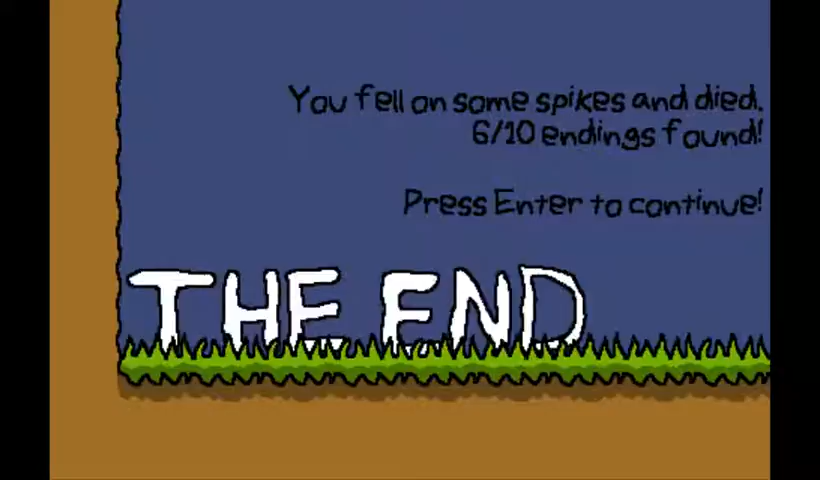 You fell on some spikes and died.
6/10 endings found!
Press Enter to continue!
THE END